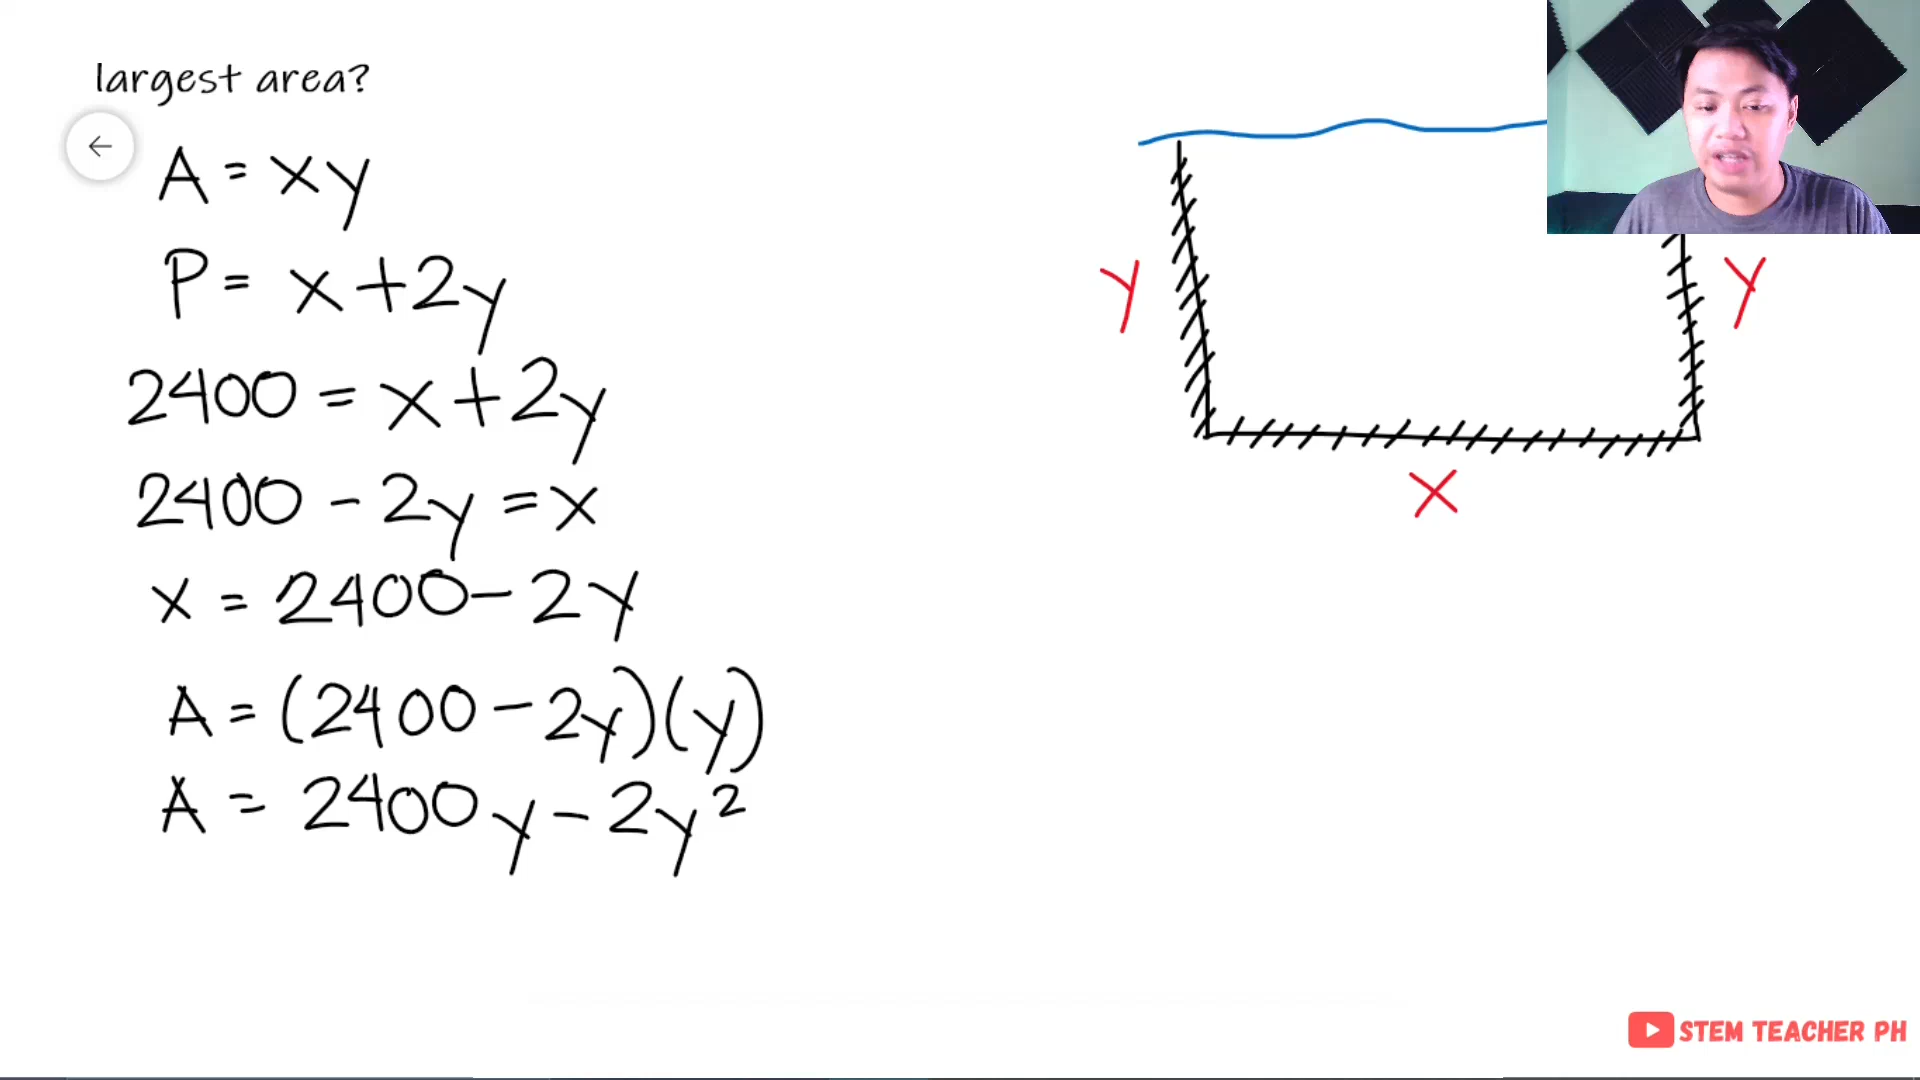 largest area?
A = xy
P = x + 2y
2400 = x + 2y
2400 - 2y = x
x = 2400 - 2y
A = (2400 - 2y)(y)
A = 2400y - 2y²
y
y
x
STEM TEACHER PH